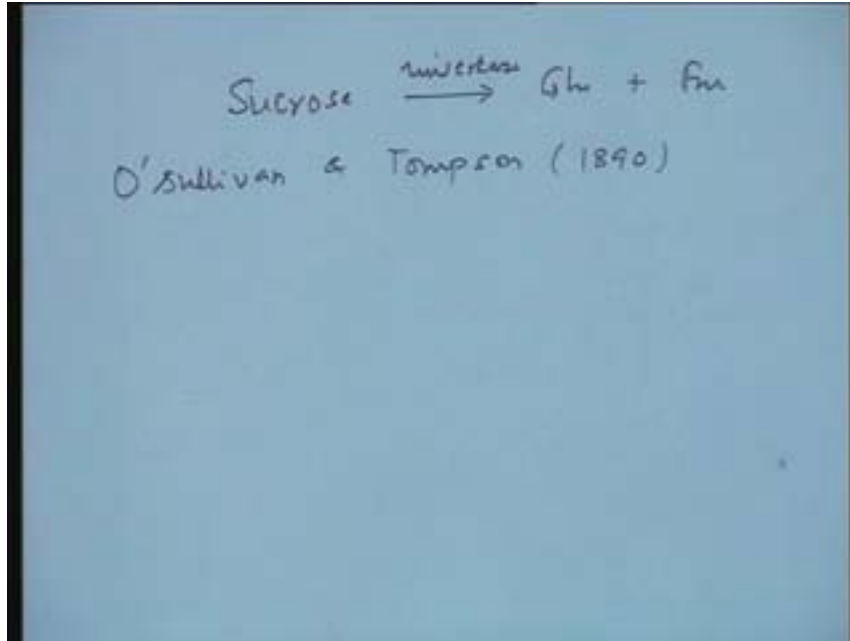 Sucrose invertase → Glu + Fru
O'Sullivan & Tompson (1890)